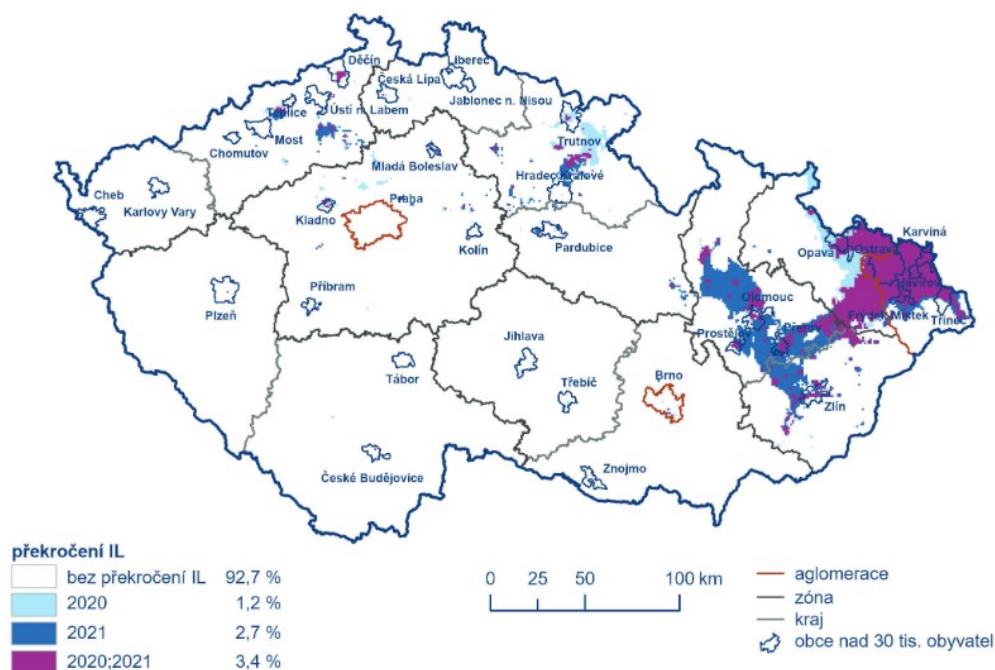 Děčín
Liberec
Česká Lípa
Jablonec n. Nisou
Teplice
Ústí n. Labem
Most
Chomutov
Trutnov
Mladá Boleslav
Hradec Králové
Cheb
Karlovy Vary
Praha
Kladno
Kolín
Pardubice
Karviná
Opava
Ostrava
Havířov
Plzeň
Příbram
Olomouc
Frýdek Místek
Třinec
Prostějov
Přerov
Jihlava
Tábor
Třebíč
Brno
Zlín
České Budějovice
Znojmo
překročení IL
bez překročení IL 92,7 %
2020 1,2 %
2021 2,7 %
2020;2021 3,4 %
0 25 50 100 km
aglomerace
zóna
kraj
obce nad 30 tis. obyvatel